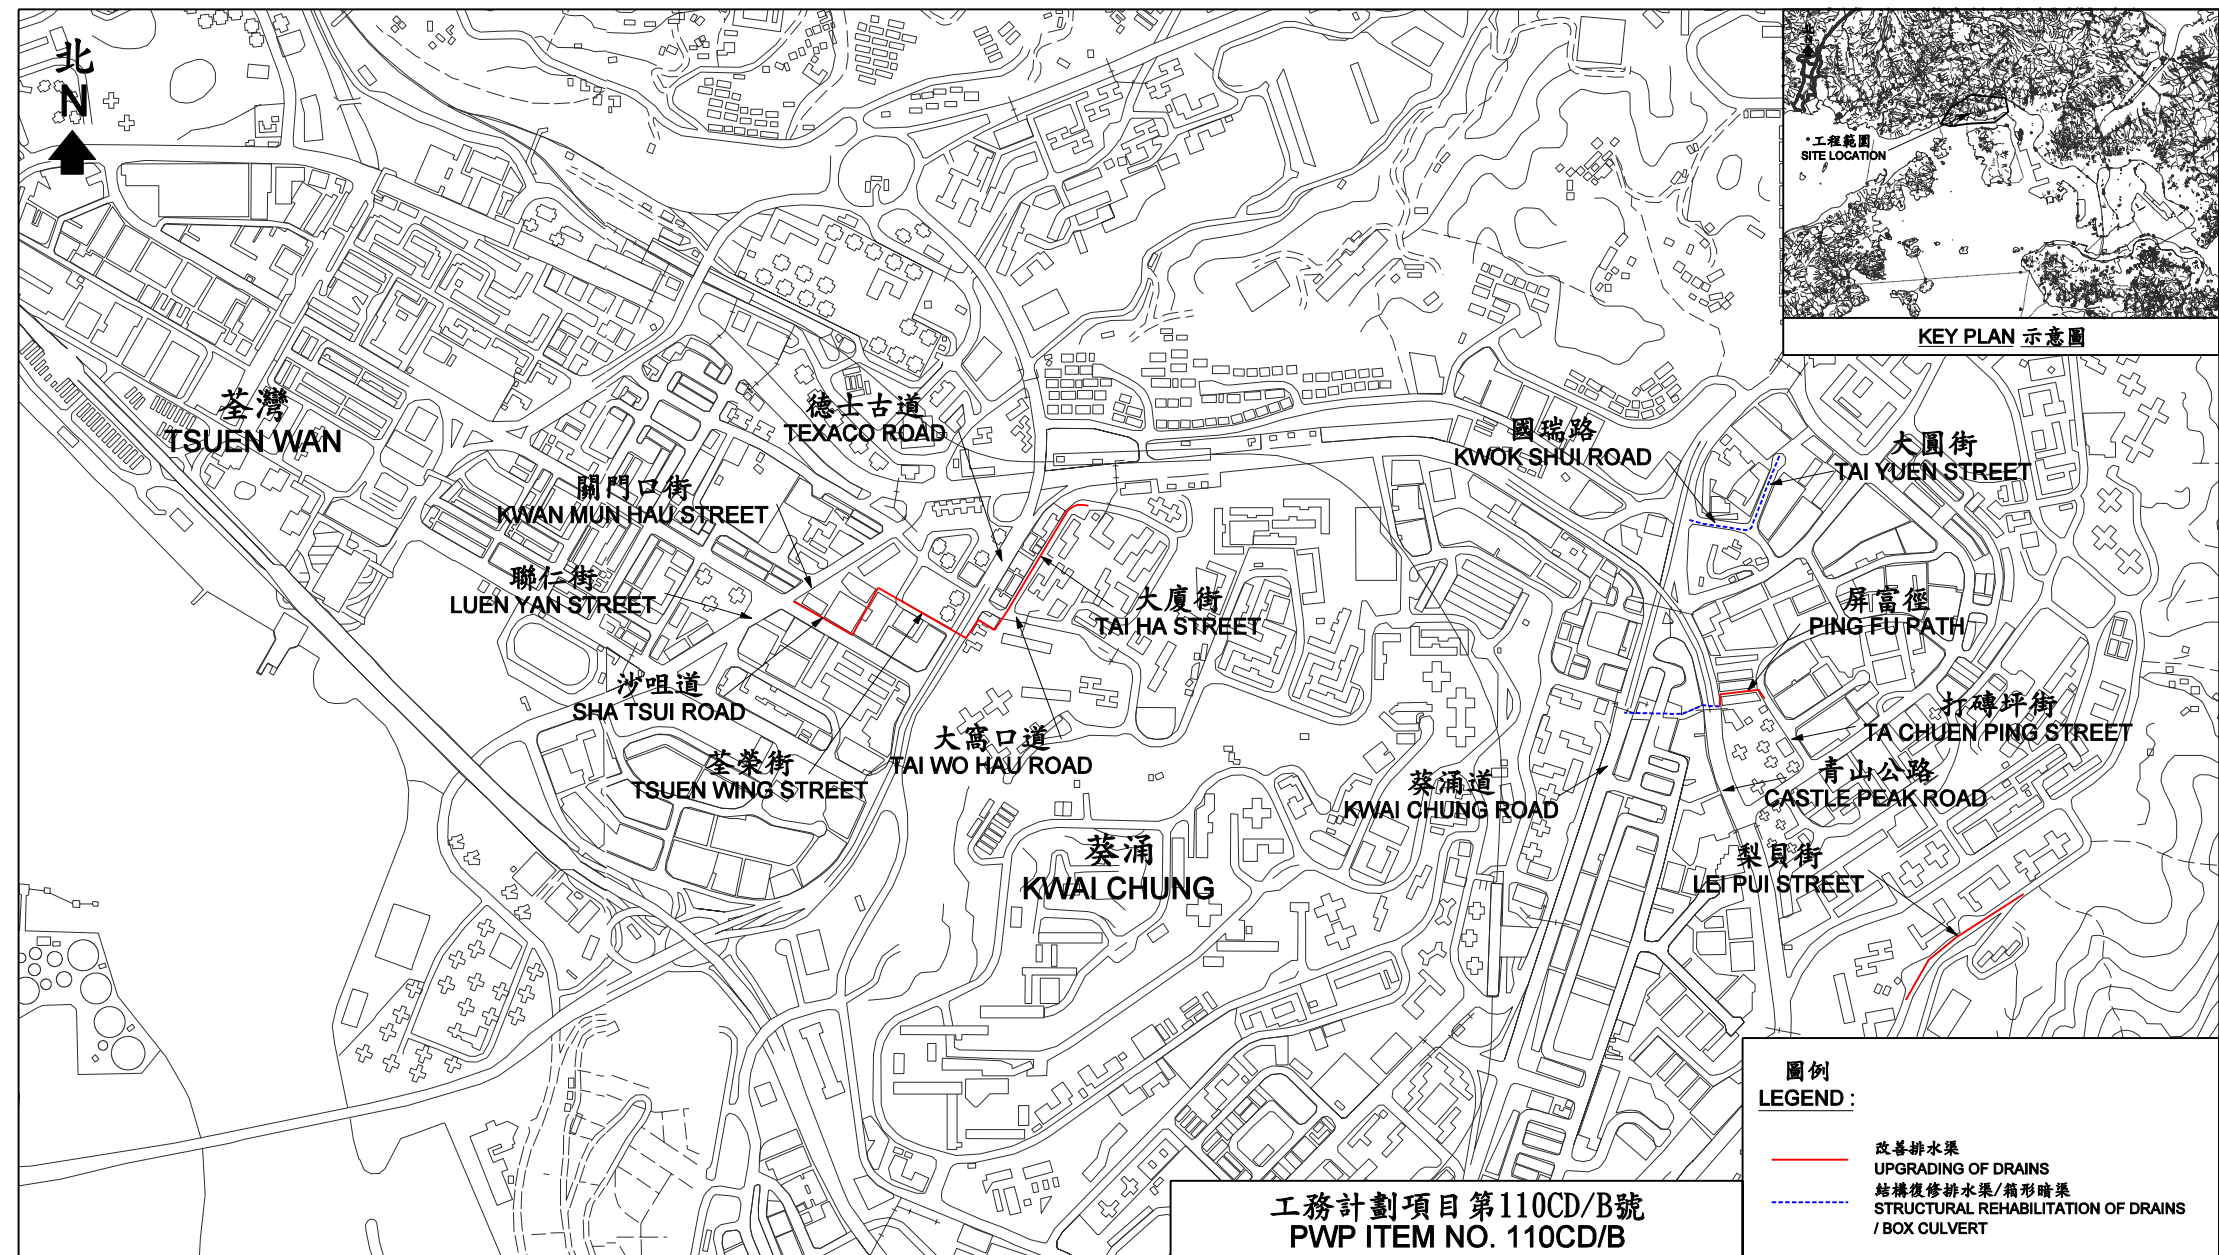 北
N
北
N
工程範圍
SITE LOCATION
KEY PLAN 示意圖
荃灣
TSUEN WAN
德士古道
TEXACO ROAD
國瑞路
KWOK SHUI ROAD
大圓街
TAI YUEN STREET
關門口街
KWAN MUN HAU STREET
聯仁街
LUEN YAN STREET
大廈街
TAI HA STREET
屏富徑
PING FU PATH
沙咀道
SHA TSUI ROAD
打磚坪街
TA CHUEN PING STREET
大窩口道
TAI WO HAU ROAD
荃榮街
TSUEN WING STREET
葵涌道
KWAI CHUNG ROAD
青山公路
CASTLE PEAK ROAD
葵涌
KWAI CHUNG
梨貝街
LEI PUI STREET
圖例
LEGEND :
改善排水渠
UPGRADING OF DRAINS
結構復修排水渠/箱形暗渠
STRUCTURAL REHABILITATION OF DRAINS
/ BOX CULVERT
工務計劃項目第110CD/B號
PWP ITEM NO. 110CD/B